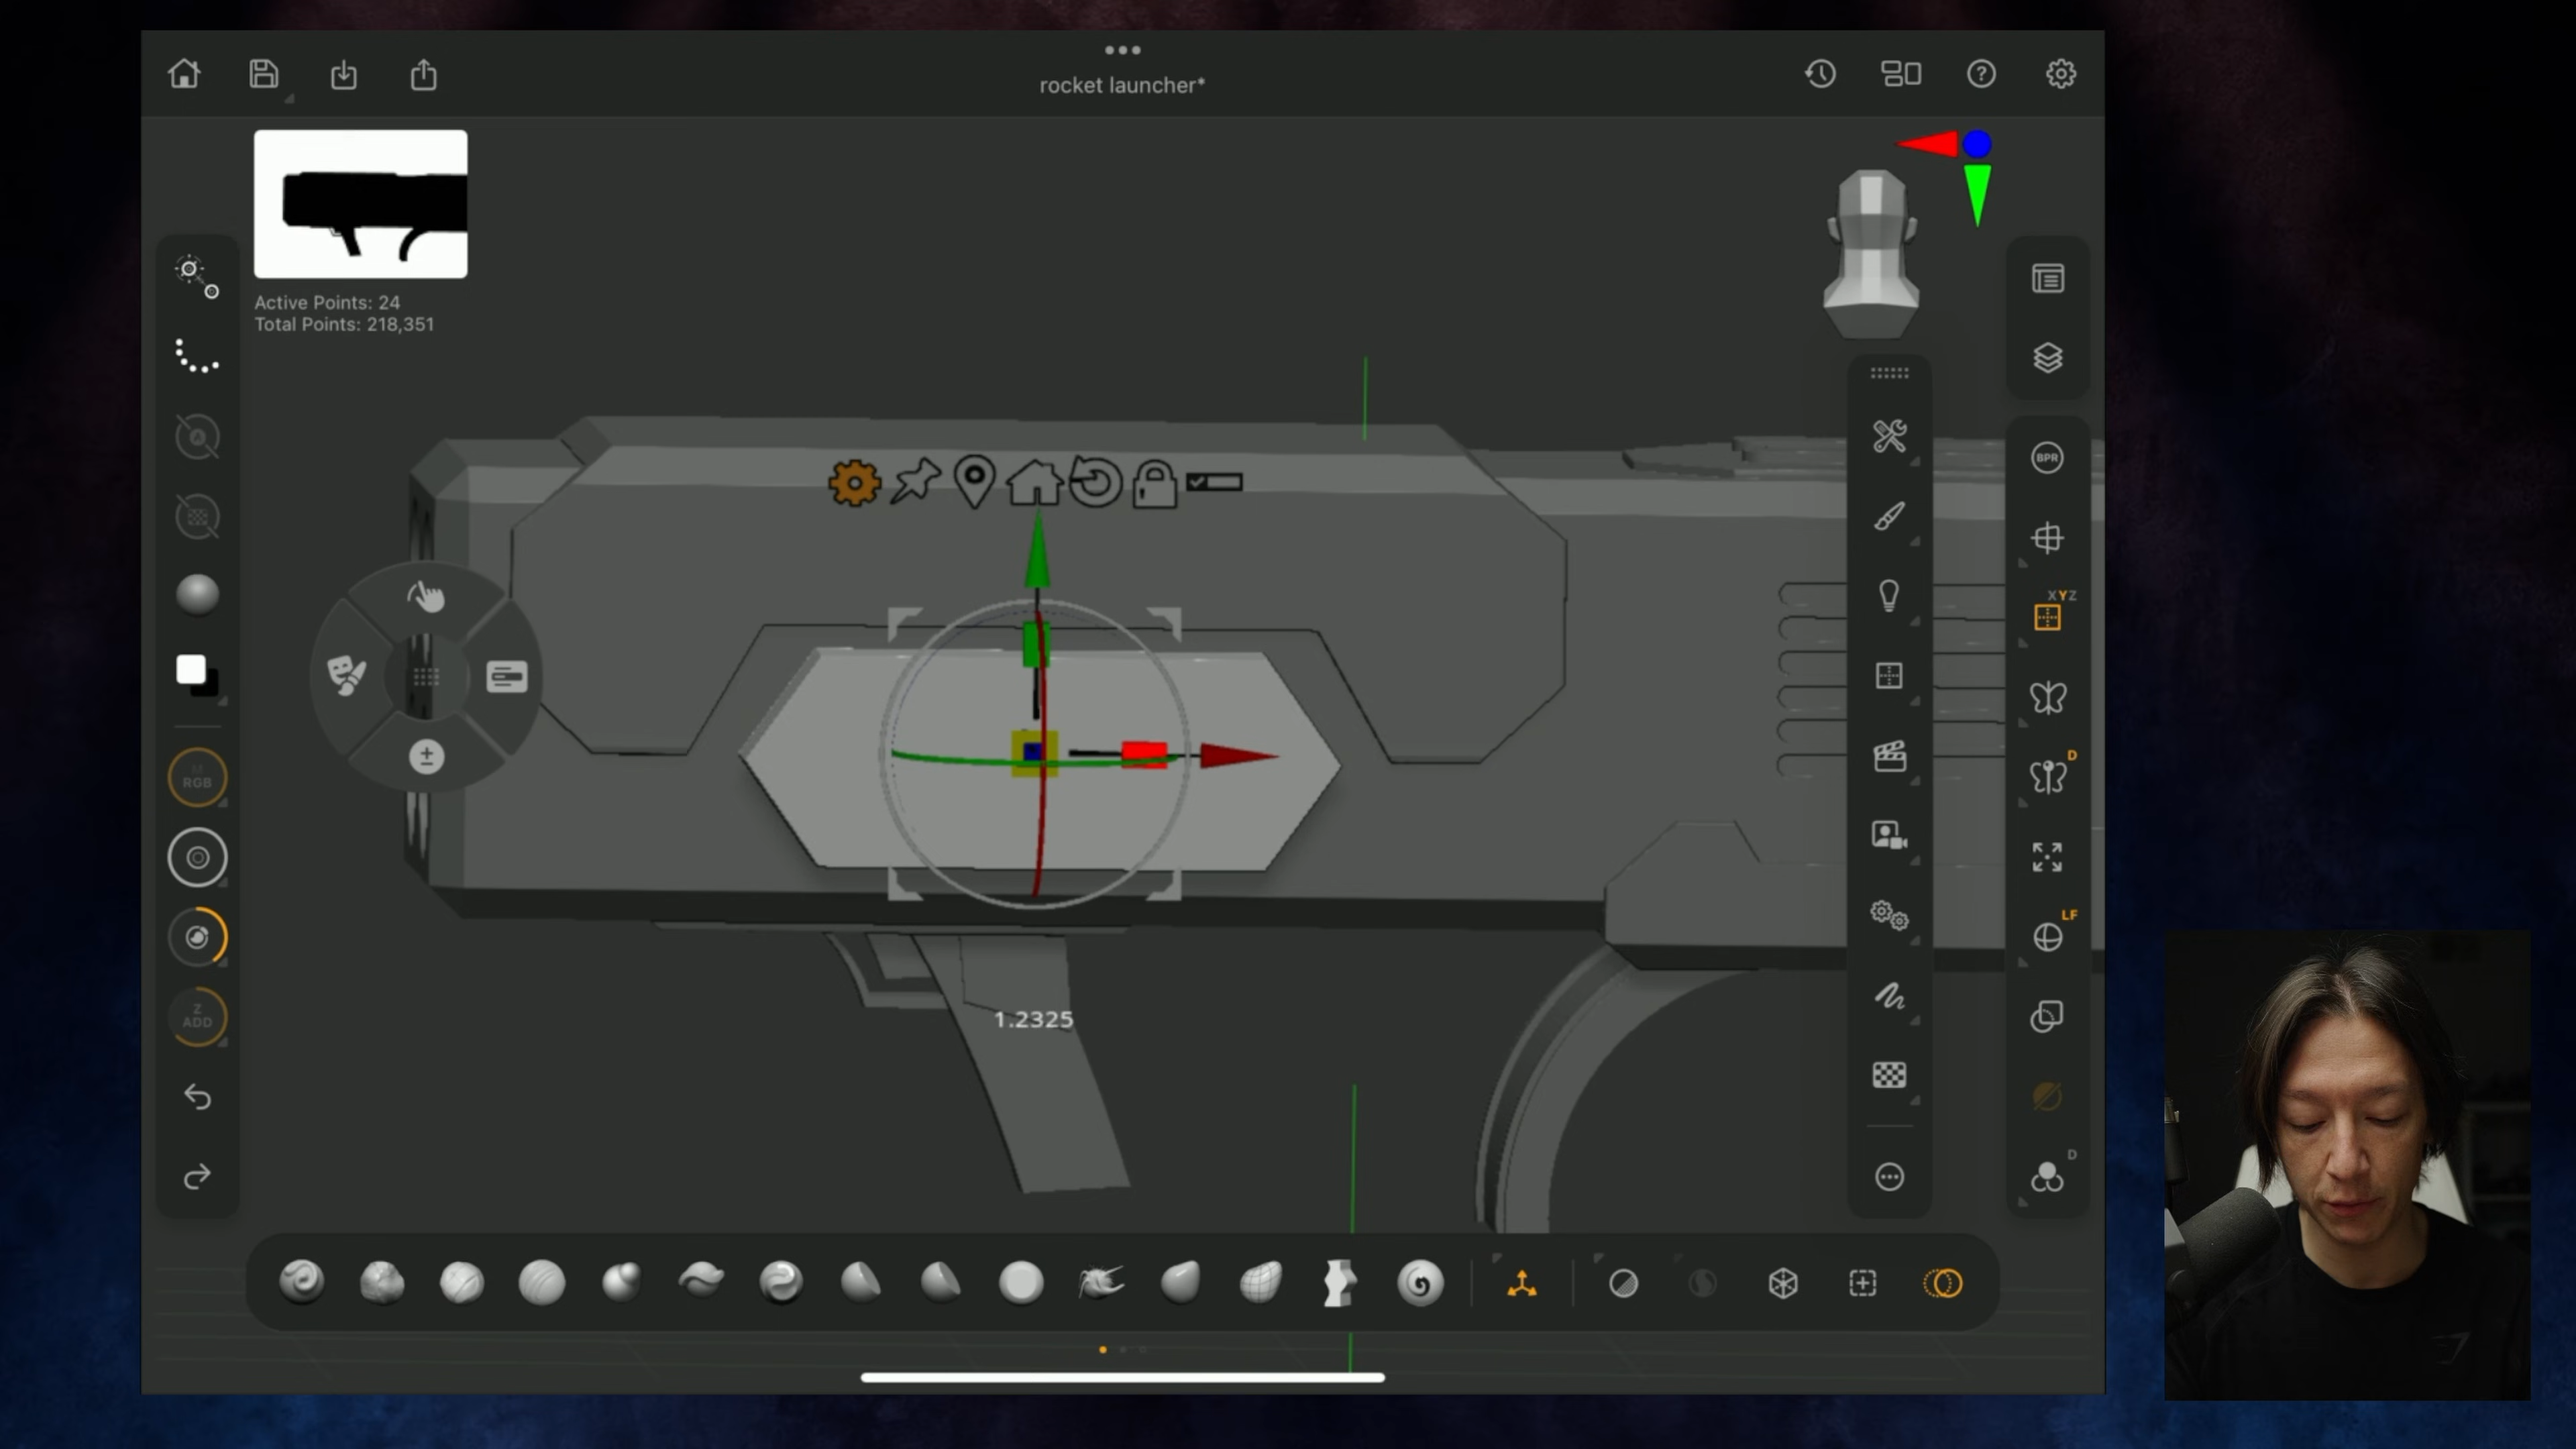 rocket launcher*
Active Points: 24
Total Points: 218,351
BPR
XYZ
D
LF
M
RGB
1.2325
Z
ADD
D